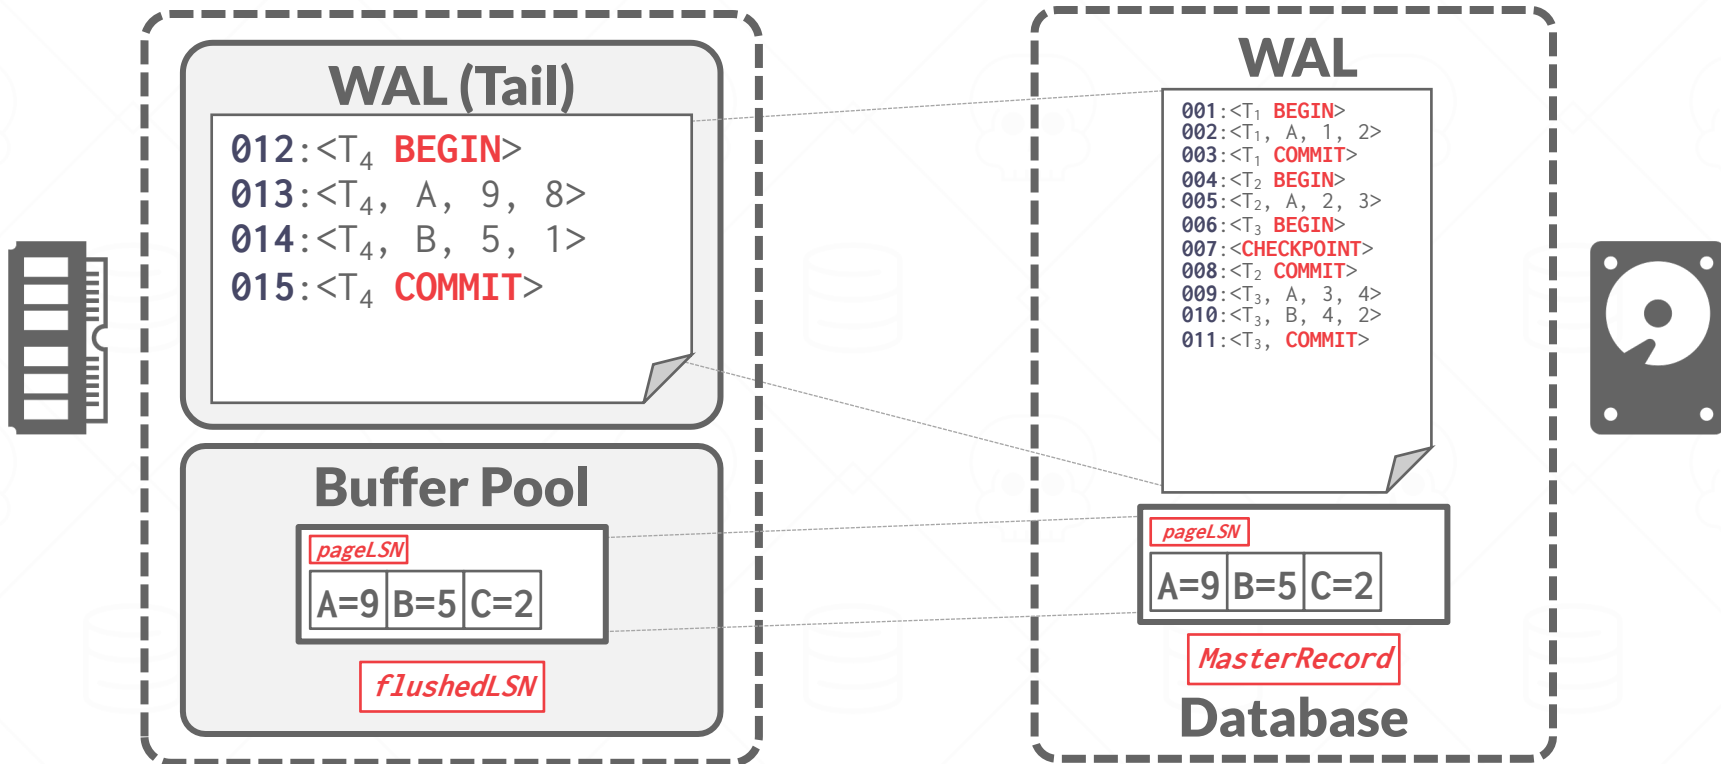 WAL (Tail)
012:<T₄ BEGIN>
013:<T₄, A, 9, 8>
014:<T₄, B, 5, 1>
015:<T₄ COMMIT>
Buffer Pool
pageLSN
A=9 B=5 C=2
flushedLSN
WAL
001:<T₁ BEGIN>
002:<T₁, A, 1, 2>
003:<T₁ COMMIT>
004:<T₂ BEGIN>
005:<T₂, A, 2, 3>
006:<T₃ BEGIN>
007:<CHECKPOINT>
008:<T₂ COMMIT>
009:<T₃, A, 3, 4>
010:<T₃, B, 4, 2>
011:<T₃, COMMIT>
pageLSN
A=9 B=5 C=2
MasterRecord
Database